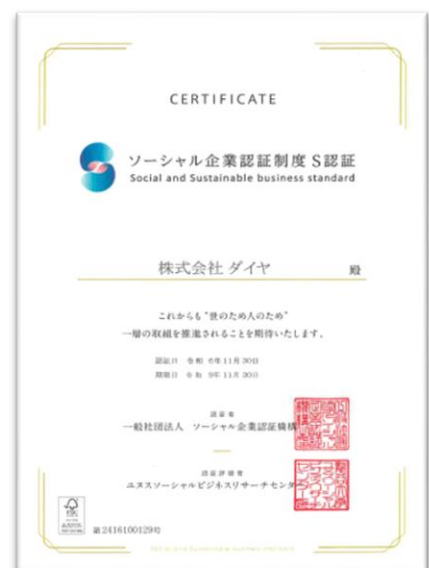 CERTIFICATE
ソーシャル企業認証制度 S認証
Social and Sustainable business standard
株式会社 ダイヤ 殿
これからも "世のため人のため"
一層の取組を推進されることを期待いたします。
認証日 令和 6年 11月 30日
期限日 令和 9年 11月 30日
認証者
一般社団法人 ソーシャル企業認証機構
認証評価者
ユヌスソーシャルビジネスリサーチセンター
FSC
第2416100129号
Social and Sustainable business standard